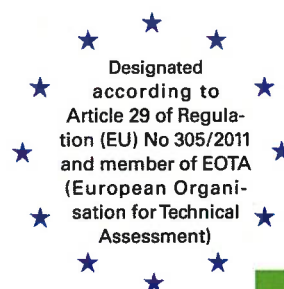 Designated
according to
Article 29 of Regula-
tion (EU) No 305/2011
and member of EOTA
(European Organi-
sation for Technical
Assessment)